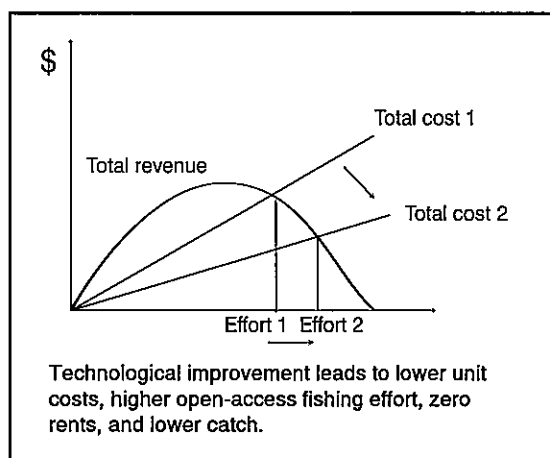 $
Total cost 1
Total revenue
Total cost 2
Effort 1 Effort 2
Technological improvement leads to lower unit
costs, higher open-access fishing effort, zero
rents, and lower catch.